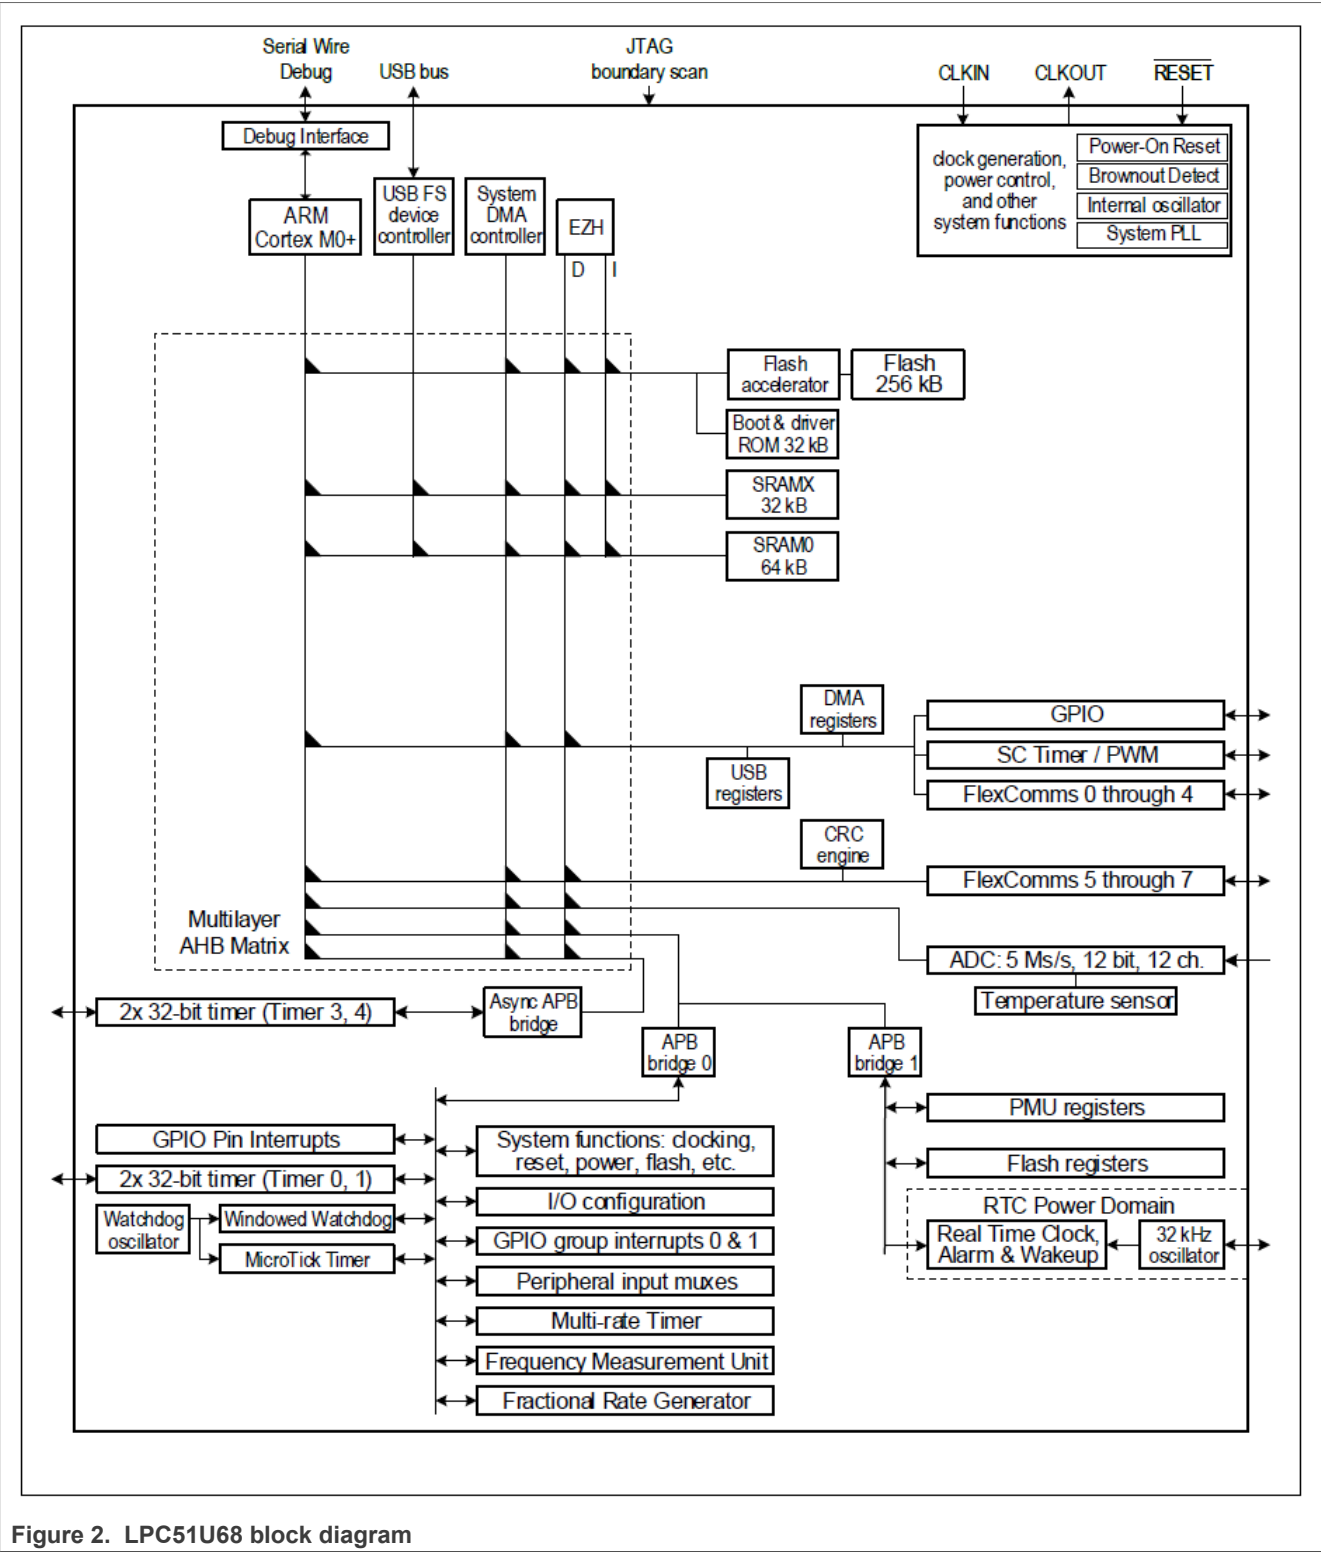 Serial Wire
Debug
USB bus
JTAG
boundary scan
CLKIN
CLKOUT
RESET
Debug Interface
ARM
Cortex M0+
USB FS
device
controller
System
DMA
controller
EZH
D
I
clock generation,
power control,
and other
system functions
Power-On Reset
Brownout Detect
Internal oscillator
System PLL
Flash
accelerator
Flash
256 kB
Boot & driver
ROM 32 kB
SRAMX
32 kB
SRAM0
64 kB
DMA
registers
USB
registers
GPIO
SC Timer / PWM
FlexComms 0 through 4
CRC
engine
FlexComms 5 through 7
Multilayer
AHB Matrix
ADC: 5 Ms/s, 12 bit, 12 ch.
Temperature sensor
2x 32-bit timer (Timer 3, 4)
Async APB
bridge
APB
bridge 0
APB
bridge 1
PMU registers
Flash registers
RTC Power Domain
Real Time Clock,
Alarm & Wakeup
32 kHz
oscillator
GPIO Pin Interrupts
2x 32-bit timer (Timer 0, 1)
Watchdog
oscillator
Windowed Watchdog
MicroTick Timer
System functions: clocking,
reset, power, flash, etc.
I/O configuration
GPIO group interrupts 0 & 1
Peripheral input muxes
Multi-rate Timer
Frequency Measurement Unit
Fractional Rate Generator
Figure 2. LPC51U68 block diagram